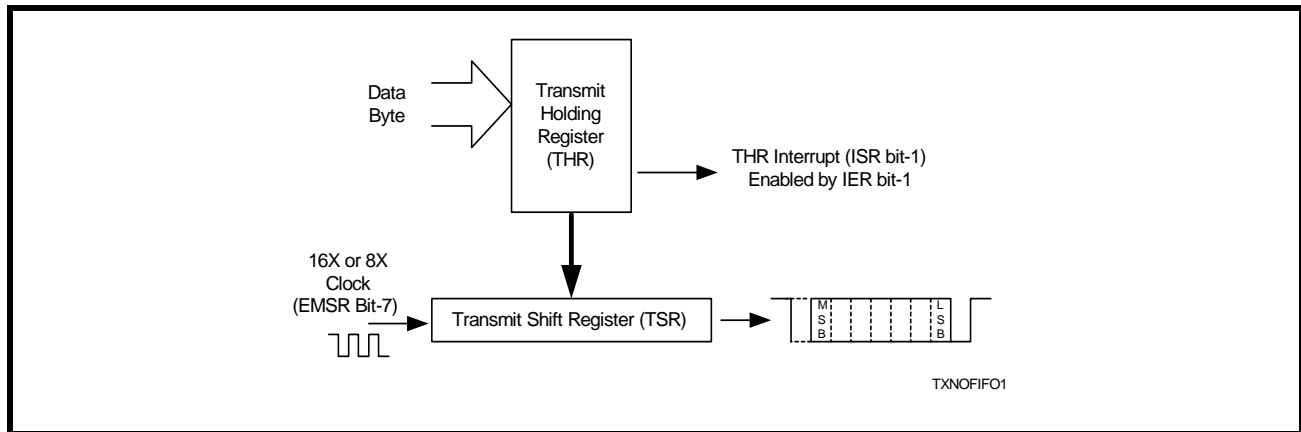 Data
Byte
Transmit
Holding
Register
(THR)
THR Interrupt (ISR bit-1)
Enabled by IER bit-1
16X or 8X
Clock
(EMSR Bit-7)
Transmit Shift Register (TSR)
M
S
B
L
S
B
TXNOFIFO1